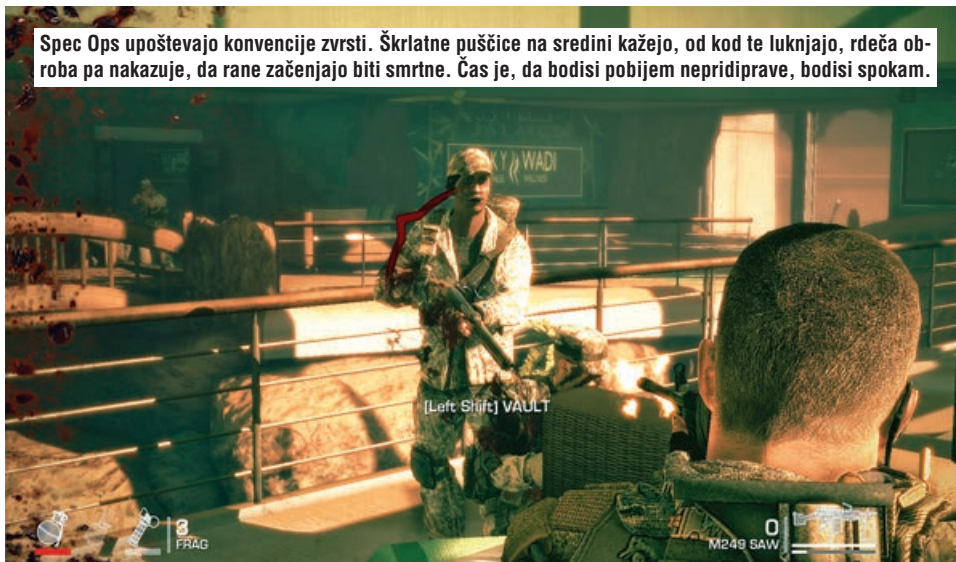 Spec Ops upoštevajo konvencije zvrsti. Škrlatne puščice na sredini kažejo, od kod te luknjajo, rdeča ob-
roba pa nakazuje, da rane začenjajo biti smrtne. Čas je, da bodisi pobijem nepridiprave, bodisi spokam.
KY WADI
[Left Shift] VAULT
3
FRAG
0
M249 SAW